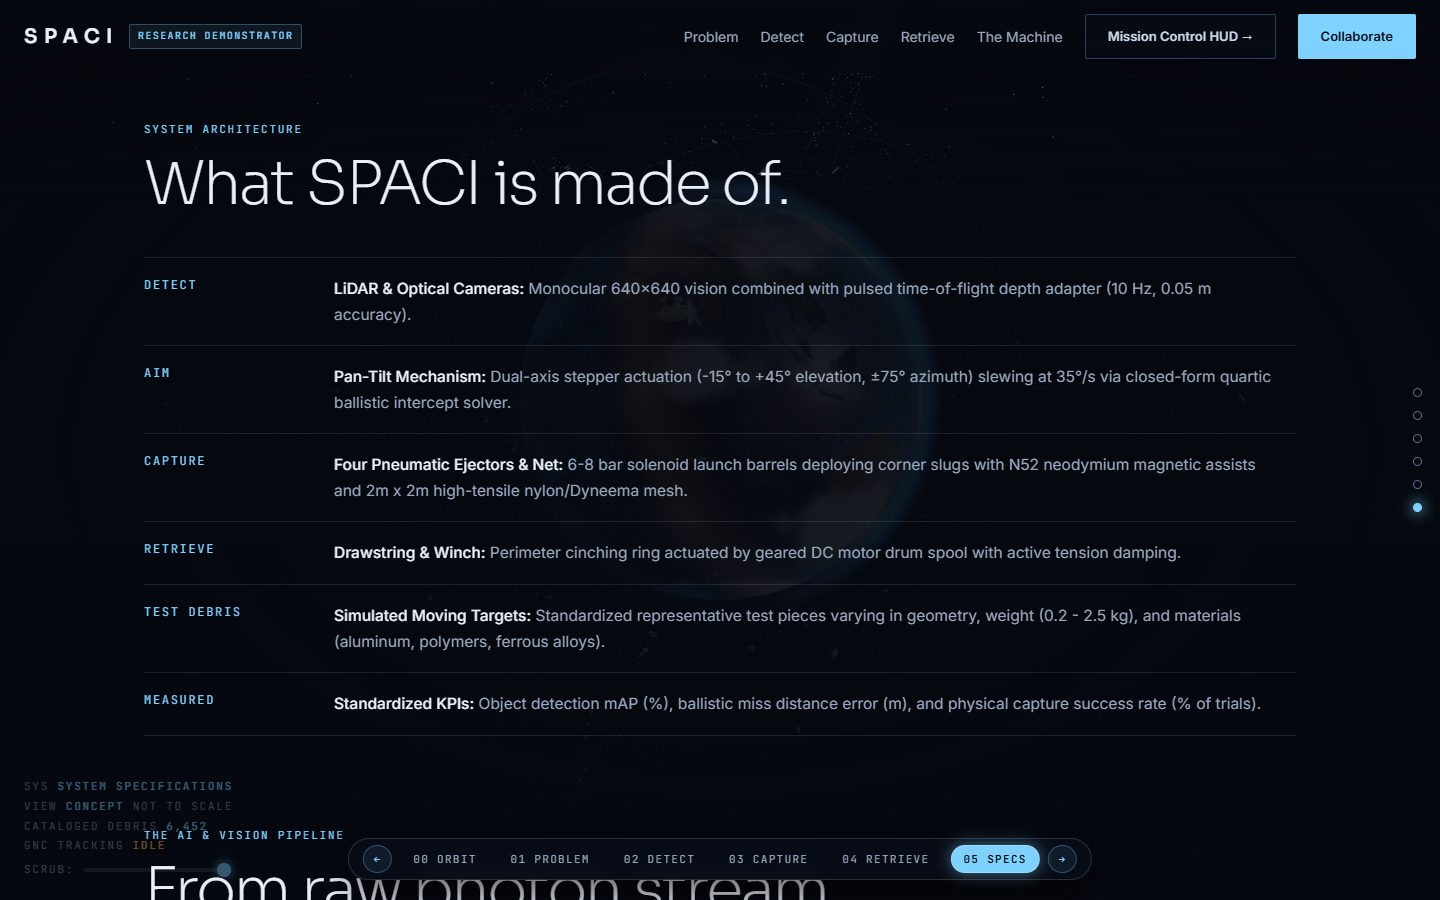 SPACI
RESEARCH DEMONSTRATOR
Problem
Detect
Capture
Retrieve
The Machine
Mission Control HUD →
Collaborate
SYSTEM ARCHITECTURE
What SPACI is made of.
DETECT
LiDAR & Optical Cameras: Monocular 640×640 vision combined with pulsed time-of-flight depth adapter (10 Hz, 0.05 m
accuracy).
AIM
Pan-Tilt Mechanism: Dual-axis stepper actuation (-15° to +45° elevation, ±75° azimuth) slewing at 35°/s via closed-form quartic
ballistic intercept solver.
CAPTURE
Four Pneumatic Ejectors & Net: 6-8 bar solenoid launch barrels deploying corner slugs with N52 neodymium magnetic assists
and 2m x 2m high-tensile nylon/Dyneema mesh.
RETRIEVE
Drawstring & Winch: Perimeter cinching ring actuated by geared DC motor drum spool with active tension damping.
TEST DEBRIS
Simulated Moving Targets: Standardized representative test pieces varying in geometry, weight (0.2 - 2.5 kg), and materials
(aluminum, polymers, ferrous alloys).
MEASURED
Standardized KPIs: Object detection mAP (%), ballistic miss distance error (m), and physical capture success rate (% of trials).
SYS SYSTEM SPECIFICATIONS
VIEW CONCEPT NOT TO SCALE
CATALOGED DEBRIS 6,452
GNC TRACKING IDLE
SCRUB:
THE AI & VISION PIPELINE
From raw photon stream
← 00 ORBIT 01 PROBLEM 02 DETECT 03 CAPTURE 04 RETRIEVE 05 SPECS →